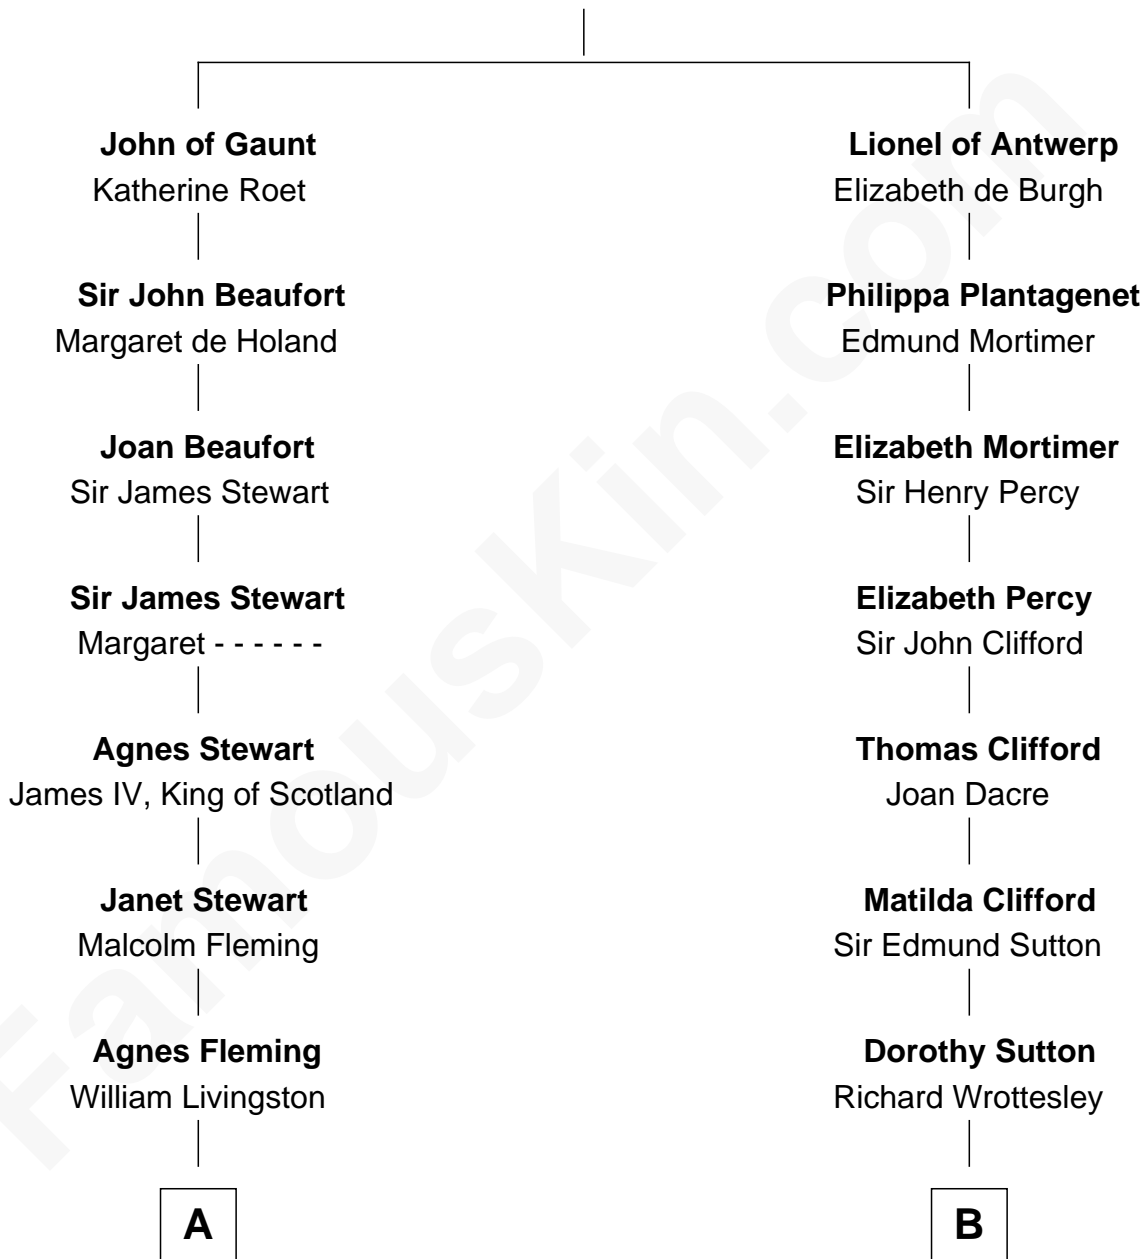 John of Gaunt
Katherine Roet
Sir John Beaufort
Margaret de Holand
Joan Beaufort
Sir James Stewart
Sir James Stewart
Margaret - - - - - -
Agnes Stewart
James IV, King of Scotland
Janet Stewart
Malcolm Fleming
Agnes Fleming
William Livingston
A
Lionel of Antwerp
Elizabeth de Burgh
Philippa Plantagenet
Edmund Mortimer
Elizabeth Mortimer
Sir Henry Percy
Elizabeth Percy
Sir John Clifford
Thomas Clifford
Joan Dacre
Matilda Clifford
Sir Edmund Sutton
Dorothy Sutton
Richard Wrottesley
B
FamousKin.com